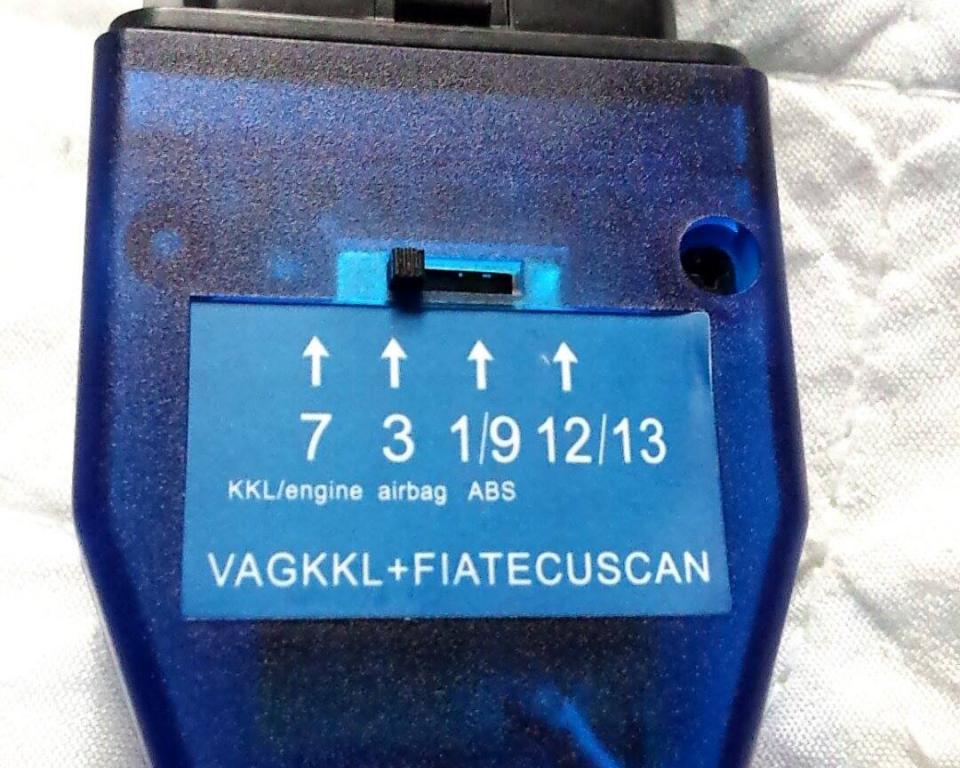 7 3 1/9 12/13
KKL/engine airbag ABS
VAGKKL+FIATECUSCAN